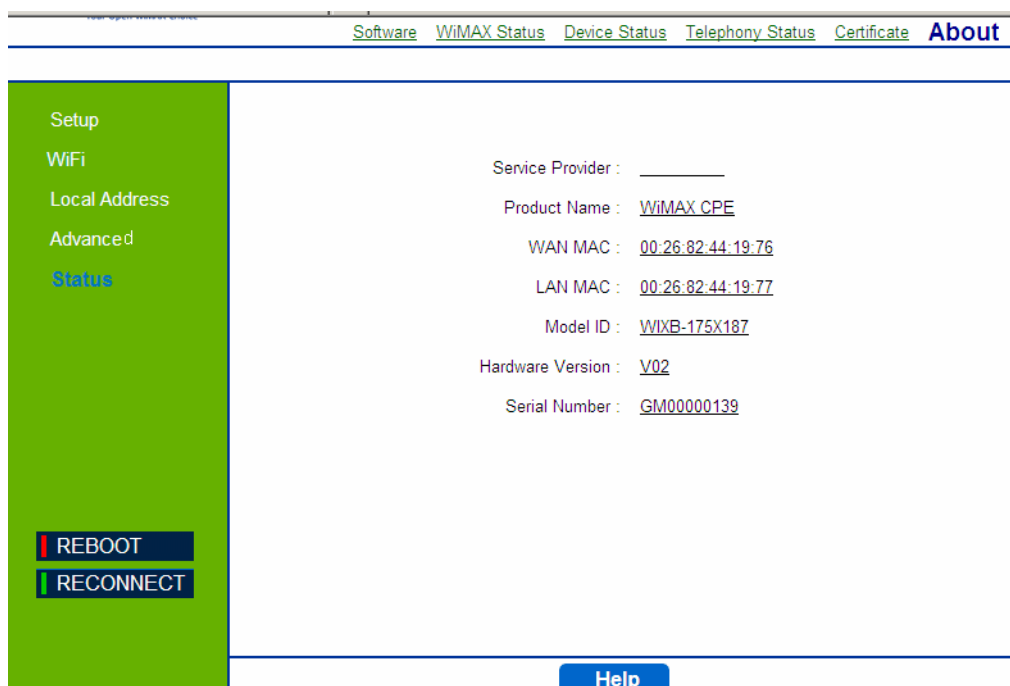 Software WiMAX Status Device Status Telephony Status Certificate About
Setup
WiFi
Local Address
Advanced
Status
Service Provider :
Product Name : WiMAX CPE
WAN MAC : 00:26:82:44:19:76
LAN MAC : 00:26:82:44:19:77
Model ID : WIXB-175X187
Hardware Version : V02
Serial Number : GM00000139
REBOOT
RECONNECT
Help